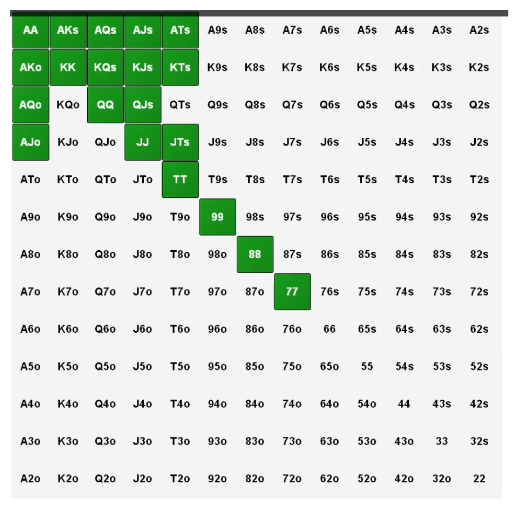 AA AKs AQs AJs ATs A9s A8s A7s A6s A5s A4s A3s A2s
AKo KK KQs KJs KTs K9s K8s K7s K6s K5s K4s K3s K2s
AQo KQo QQ QJs QTs Q9s Q8s Q7s Q6s Q5s Q4s Q3s Q2s
AJo KJo QJo JJ JTs J9s J8s J7s J6s J5s J4s J3s J2s
ATo KTo QTo JTo TT T9s T8s T7s T6s T5s T4s T3s T2s
A9o K9o Q9o J9o T9o 99 98s 97s 96s 95s 94s 93s 92s
A8o K8o Q8o J8o T8o 98o 88 87s 86s 85s 84s 83s 82s
A7o K7o Q7o J7o T7o 97o 87o 77 76s 75s 74s 73s 72s
A6o K6o Q6o J6o T6o 96o 86o 76o 66 65s 64s 63s 62s
A5o K5o Q5o J5o T5o 95o 85o 75o 65o 55 54s 53s 52s
A4o K4o Q4o J4o T4o 94o 84o 74o 64o 54o 44 43s 42s
A3o K3o Q3o J3o T3o 93o 83o 73o 63o 53o 43o 33 32s
A2o K2o Q2o J2o T2o 92o 82o 72o 62o 52o 42o 32o 22